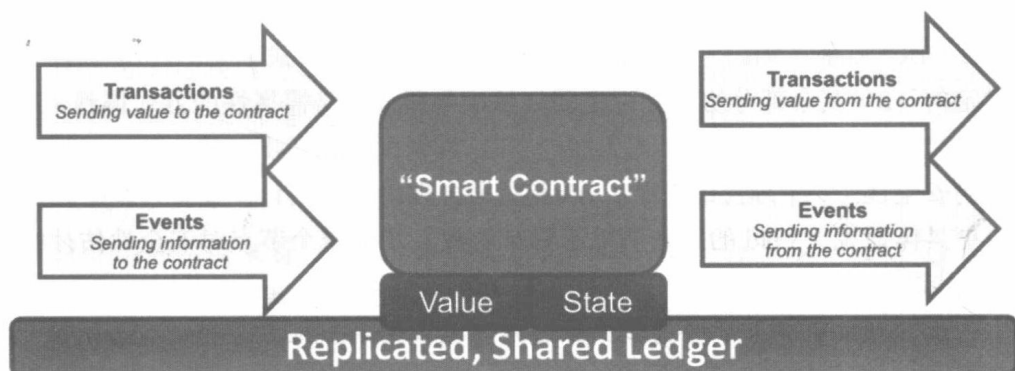 Transactions
Sending value to the contract
Events
Sending information
to the contract
“Smart Contract”
Value
State
Transactions
Sending value from the contract
Events
Sending information
from the contract
Replicated, Shared Ledger